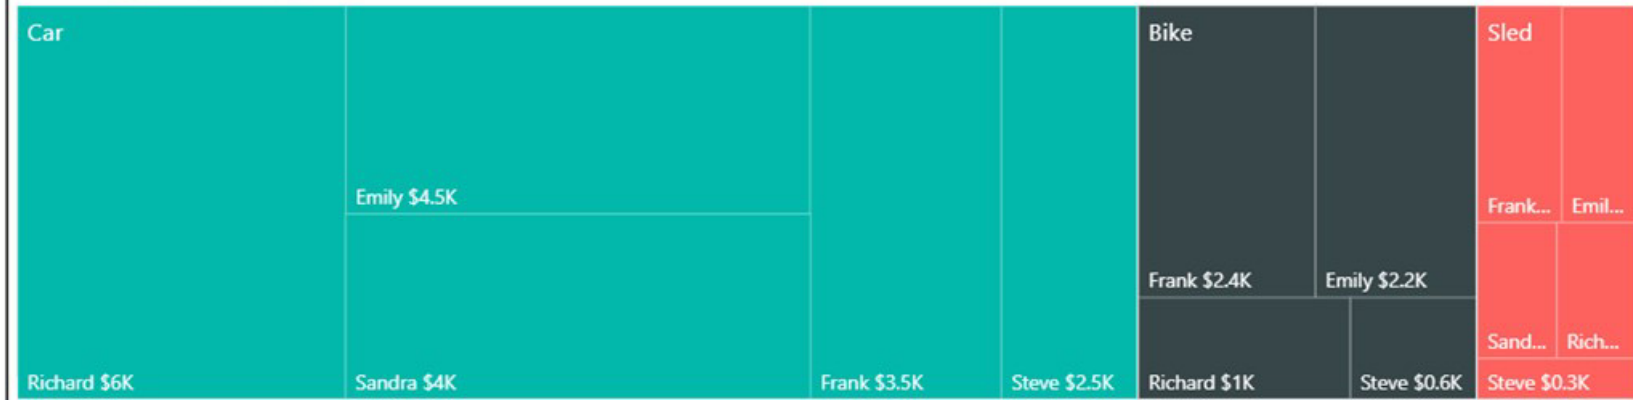 Car
Richard $6K
Emily $4.5K
Sandra $4K
Frank $3.5K
Steve $2.5K
Bike
Frank $2.4K
Emily $2.2K
Richard $1K
Steve $0.6K
Sled
Frank...
Emil...
Sand...
Rich...
Steve $0.3K